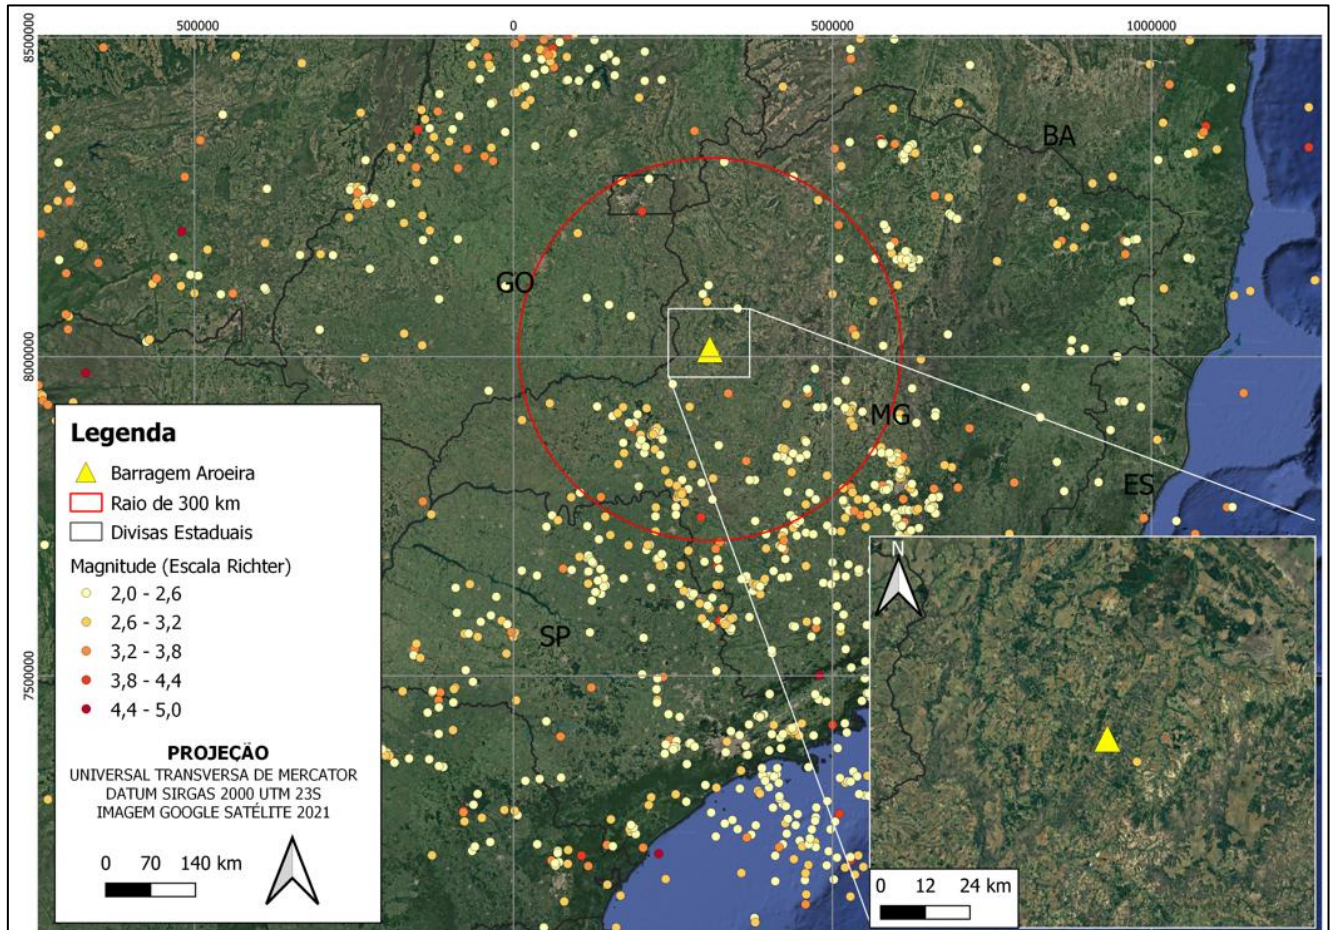 500000 0 500000 1000000
8500000
8000000
7500000
BA
GO
MG
ES
SP
Legenda
Barragem Aroeira
Raio de 300 km
Divisas Estaduais
Magnitude (Escala Richter)
2,0 - 2,6
2,6 - 3,2
3,2 - 3,8
3,8 - 4,4
4,4 - 5,0
PROJEÇÃO
UNIVERSAL TRANSVERSA DE MERCATOR
DATUM SIRGAS 2000 UTM 23S
IMAGEM GOOGLE SATÉLITE 2021
0 70 140 km
N
0 12 24 km